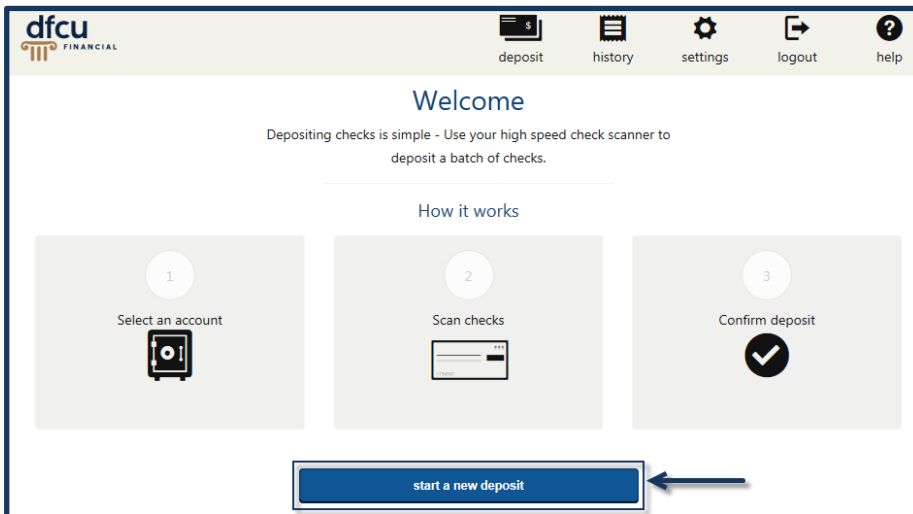 dfcu
FINANCIAL
deposit
history
settings
logout
help
Welcome
Depositing checks is simple - Use your high speed check scanner to
deposit a batch of checks.
How it works
1
2
3
Select an account
Scan checks
Confirm deposit
start a new deposit